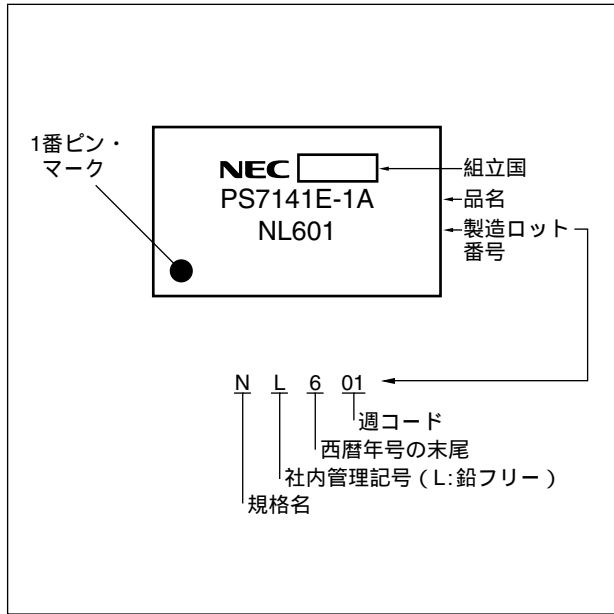 1番ピン・
マーク
NEC
組立国
PS7141E-1A
品名
NL601
製造ロット
番号
N L 6 01
週コード
西暦年号の末尾
社内管理記号（L:鉛フリー）
規格名